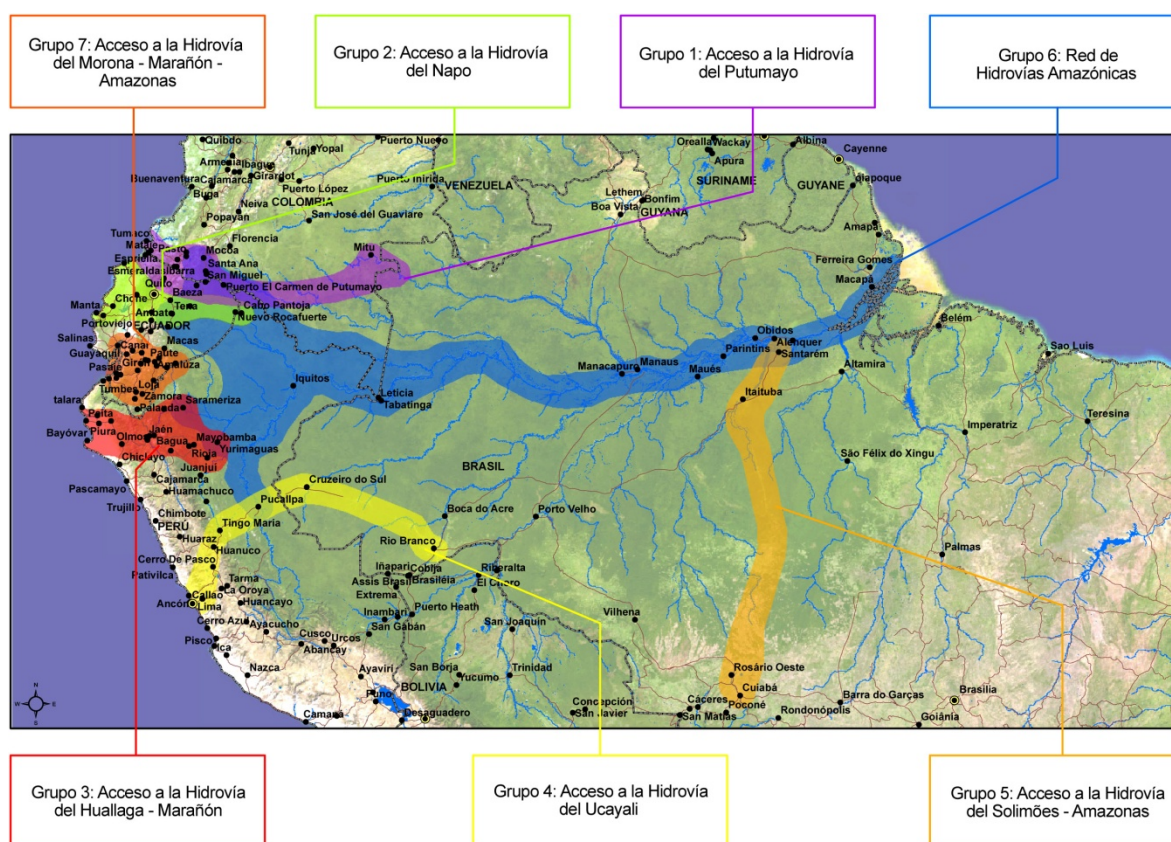 Grupo 7: Acceso a la Hidrovía
del Morona - Marañón -
Amazonas
Grupo 2: Acceso a la Hidrovía
del Napo
Grupo 1: Acceso a la Hidrovía
del Putumayo
Grupo 6: Red de
Hidrovías Amazónicas
Quibdo
Tunja
Yopal
Puerto Nuevo
Orealla
Wackay
Albina
Cayenne
Armenia
Ibague
Apura
Buenaventura
Cajamarca
Girardot
Puerto López
Puerto Inirida
VENEZUELA
SURINAME
GUYANE
oiapoque
Buga
Neiva
COLOMBIA
Lethem
Bonfim
Boa Vista
GUYANA
Popayan
San José del Guaviare
Amapá
Tumaco
Florencia
Mitu
Mataje
Pasto
Mocoa
Espriella
Santa Ana
Ferreira Gomes
Esmeraldas
Ibarra
San Miguel
Macapá
Quito
Baeza
Puerto El Carmen de Putumayo
Chone
Tena
Cabo Pantoja
Manta
Ambato
Nuevo Rocafuerte
Belém
Portoviejo
ECUADOR
Obidos
Salinas
Macas
Alenquer
Parintins
Santarém
Sao Luis
Guayaquil
Cañar
Paute
Manaus
Giron
Manacapuru
Maués
Altamira
Pasaje
Iquitos
Loja
Leticia
Itaituba
Tumbes
Zamora
Tabatinga
talara
Palanda
Sarameriza
Teresina
Paita
Imperatriz
Bayóvar
Piura
Jaén
Mayobamba
Olmos
Bagua
Yurimaguas
Rioja
Chiclayo
Juanjuí
BRASIL
São Félix do Xingu
Cajamarca
Pascamayo
Huamachuco
Cruzeiro do Sul
Trujillo
Pucallpa
Chimbote
Boca do Acre
Porto Velho
PERÚ
Tingo María
Huaraz
Huanuco
Rio Branco
Palmas
Cerro De Pasco
Pativilca
Iñapari
Cobija
Riberalta
Tarma
Assis Brasil
Brasiléia
El Choro
Callao
La Oroya
Extrema
Ancón
Lima
Huancayo
Inambari
Puerto Heath
Vilhena
Cerro Azul
Ayacucho
San Gabán
San Joaquín
Pisco
Cusco
Urcos
Ica
Abancay
Nazca
Ayaviri
San Borja
Trinidad
Rosário Oeste
Yucumo
Puno
BOLIVIA
Cuiabá
Barra do Garças
Brasilia
Concepción
Cáceres
Poconé
Camaná
Desaguadero
San Javier
San Matías
Rondonópolis
Goiânia
N
W
E
S
Grupo 3: Acceso a la Hidrovía
del Huallaga - Marañón
Grupo 4: Acceso a la Hidrovía
del Ucayali
Grupo 5: Acceso a la Hidrovía
del Solimões - Amazonas